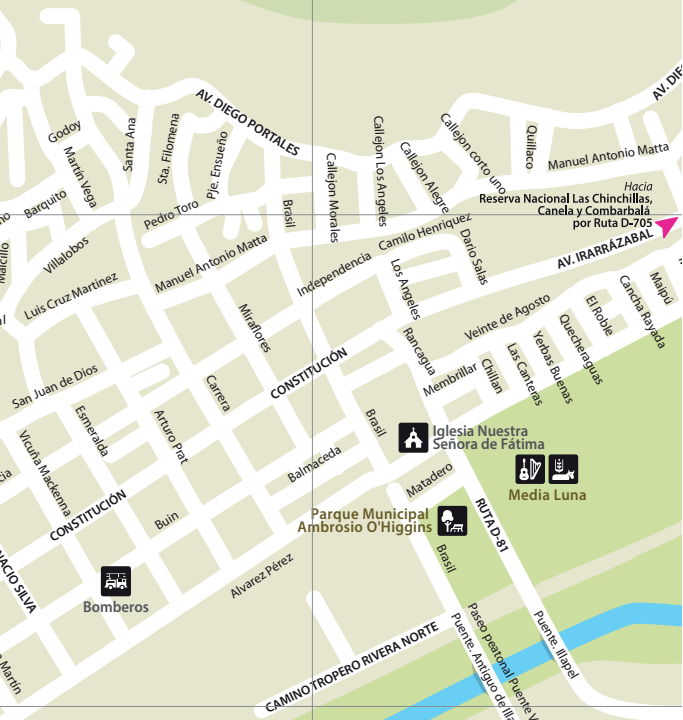 AV. DIEGO PORTALES
AV. DIE
Godoy
Martín Vega
Santa Ana
Sta. Filomena
Pje. Ensueño
Callejon Los Angeles
Callejon Morales
Callejon Alegre
Callejon corto uno
Quillaco
Manuel Antonio Matta
Barquito
Pedro Toro
Brasil
Villalobos
Hacia
Reserva Nacional Las Chinchillas,
Canela y Combarbalá
por Ruta D-705
AV. IRARRÁZABAL
Camilo Henriquez
Dario Salas
Manuel Antonio Matta
Independencia
Los Angeles
Luis Cruz Martinez
Miraflores
Rancagua
Veinte de Agosto
Maipú
Cancha Rayada
El Roble
Quecheraguas
Yerbas Buenas
Las Canteras
Chillan
Membrillar
San Juan de Dios
CONSTITUCIÓN
Carrera
Esmeralda
Arturo Prat
Brasil
Iglesia Nuestra
Señora de Fátima
Vicuña Mackenna
Balmaceda
Matadero
Media Luna
CONSTITUCIÓN
Buin
Parque Municipal
Ambrosio O'Higgins
RUTA D-81
NACIO SILVA
Bomberos
Alvarez Pérez
Brasil
CAMINO TROPERO RIVERA NORTE
Puente. Antiguo de Illa
Paseo peatonal Puente V
Puente. Illapel
Martín